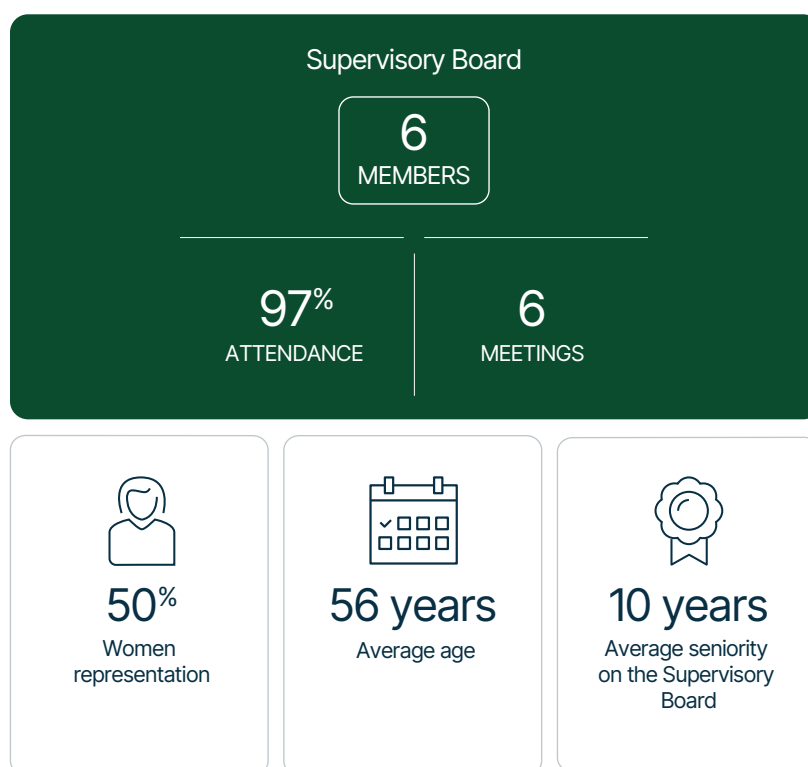 Supervisory Board
6
MEMBERS
97%
ATTENDANCE
6
MEETINGS
50%
Women
representation
56 years
Average age
10 years
Average seniority
on the Supervisory
Board